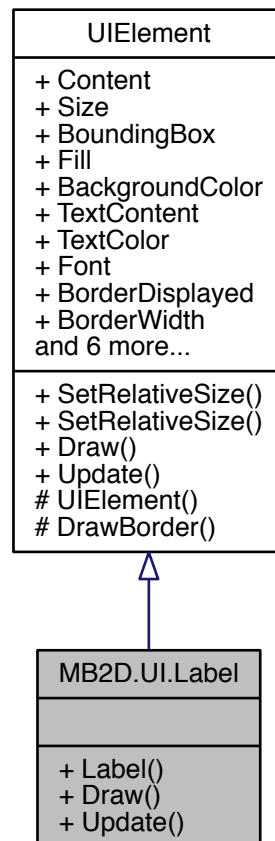 UIElement
+ Content
+ Size
+ BoundingBox
+ Fill
+ BackgroundColor
+ TextContent
+ TextColor
+ Font
+ BorderDisplayed
+ BorderWidth
and 6 more...
+ SetRelativeSize()
+ SetRelativeSize()
+ Draw()
+ Update()
# UIElement()
# DrawBorder()
MB2D.UI.Label
+ Label()
+ Draw()
+ Update()